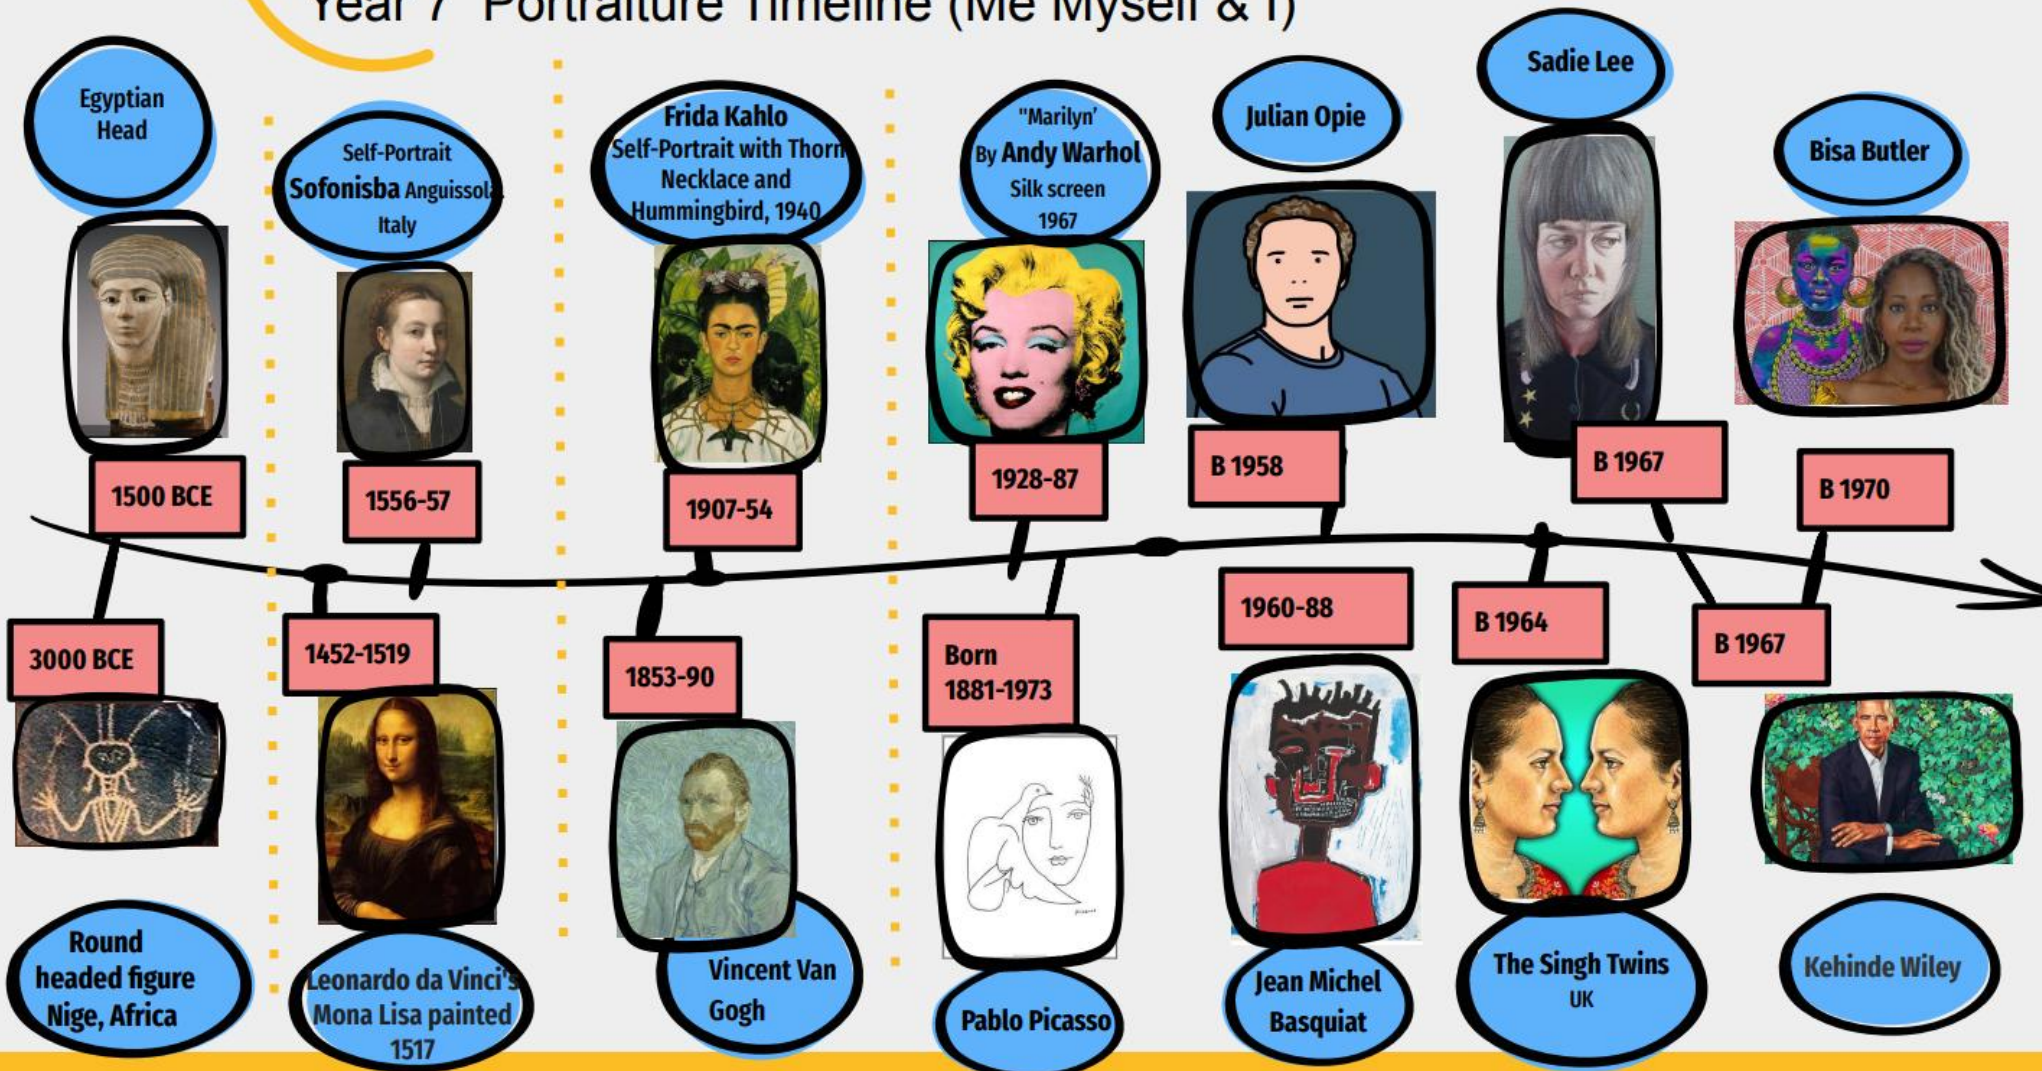 Year 7 Portraiture Timeline (Me Myself & I)
Egyptian
Head
Self-Portrait
Sofonisba Anguissola
Italy
Frida Kahlo
Self-Portrait with Thorn
Necklace and
Hummingbird, 1940
"Marilyn'
By Andy Warhol
Silk screen
1967
Julian Opie
Sadie Lee
Bisa Butler
1500 BCE
1556-57
1907-54
1928-87
B 1958
B 1967
B 1970
3000 BCE
1452-1519
1853-90
Born
1881-1973
1960-88
B 1964
B 1967
Round
headed figure
Nige, Africa
Leonardo da Vinci's
Mona Lisa painted
1517
Vincent Van
Gogh
Pablo Picasso
Jean Michel
Basquiat
The Singh Twins
UK
Kehinde Wiley